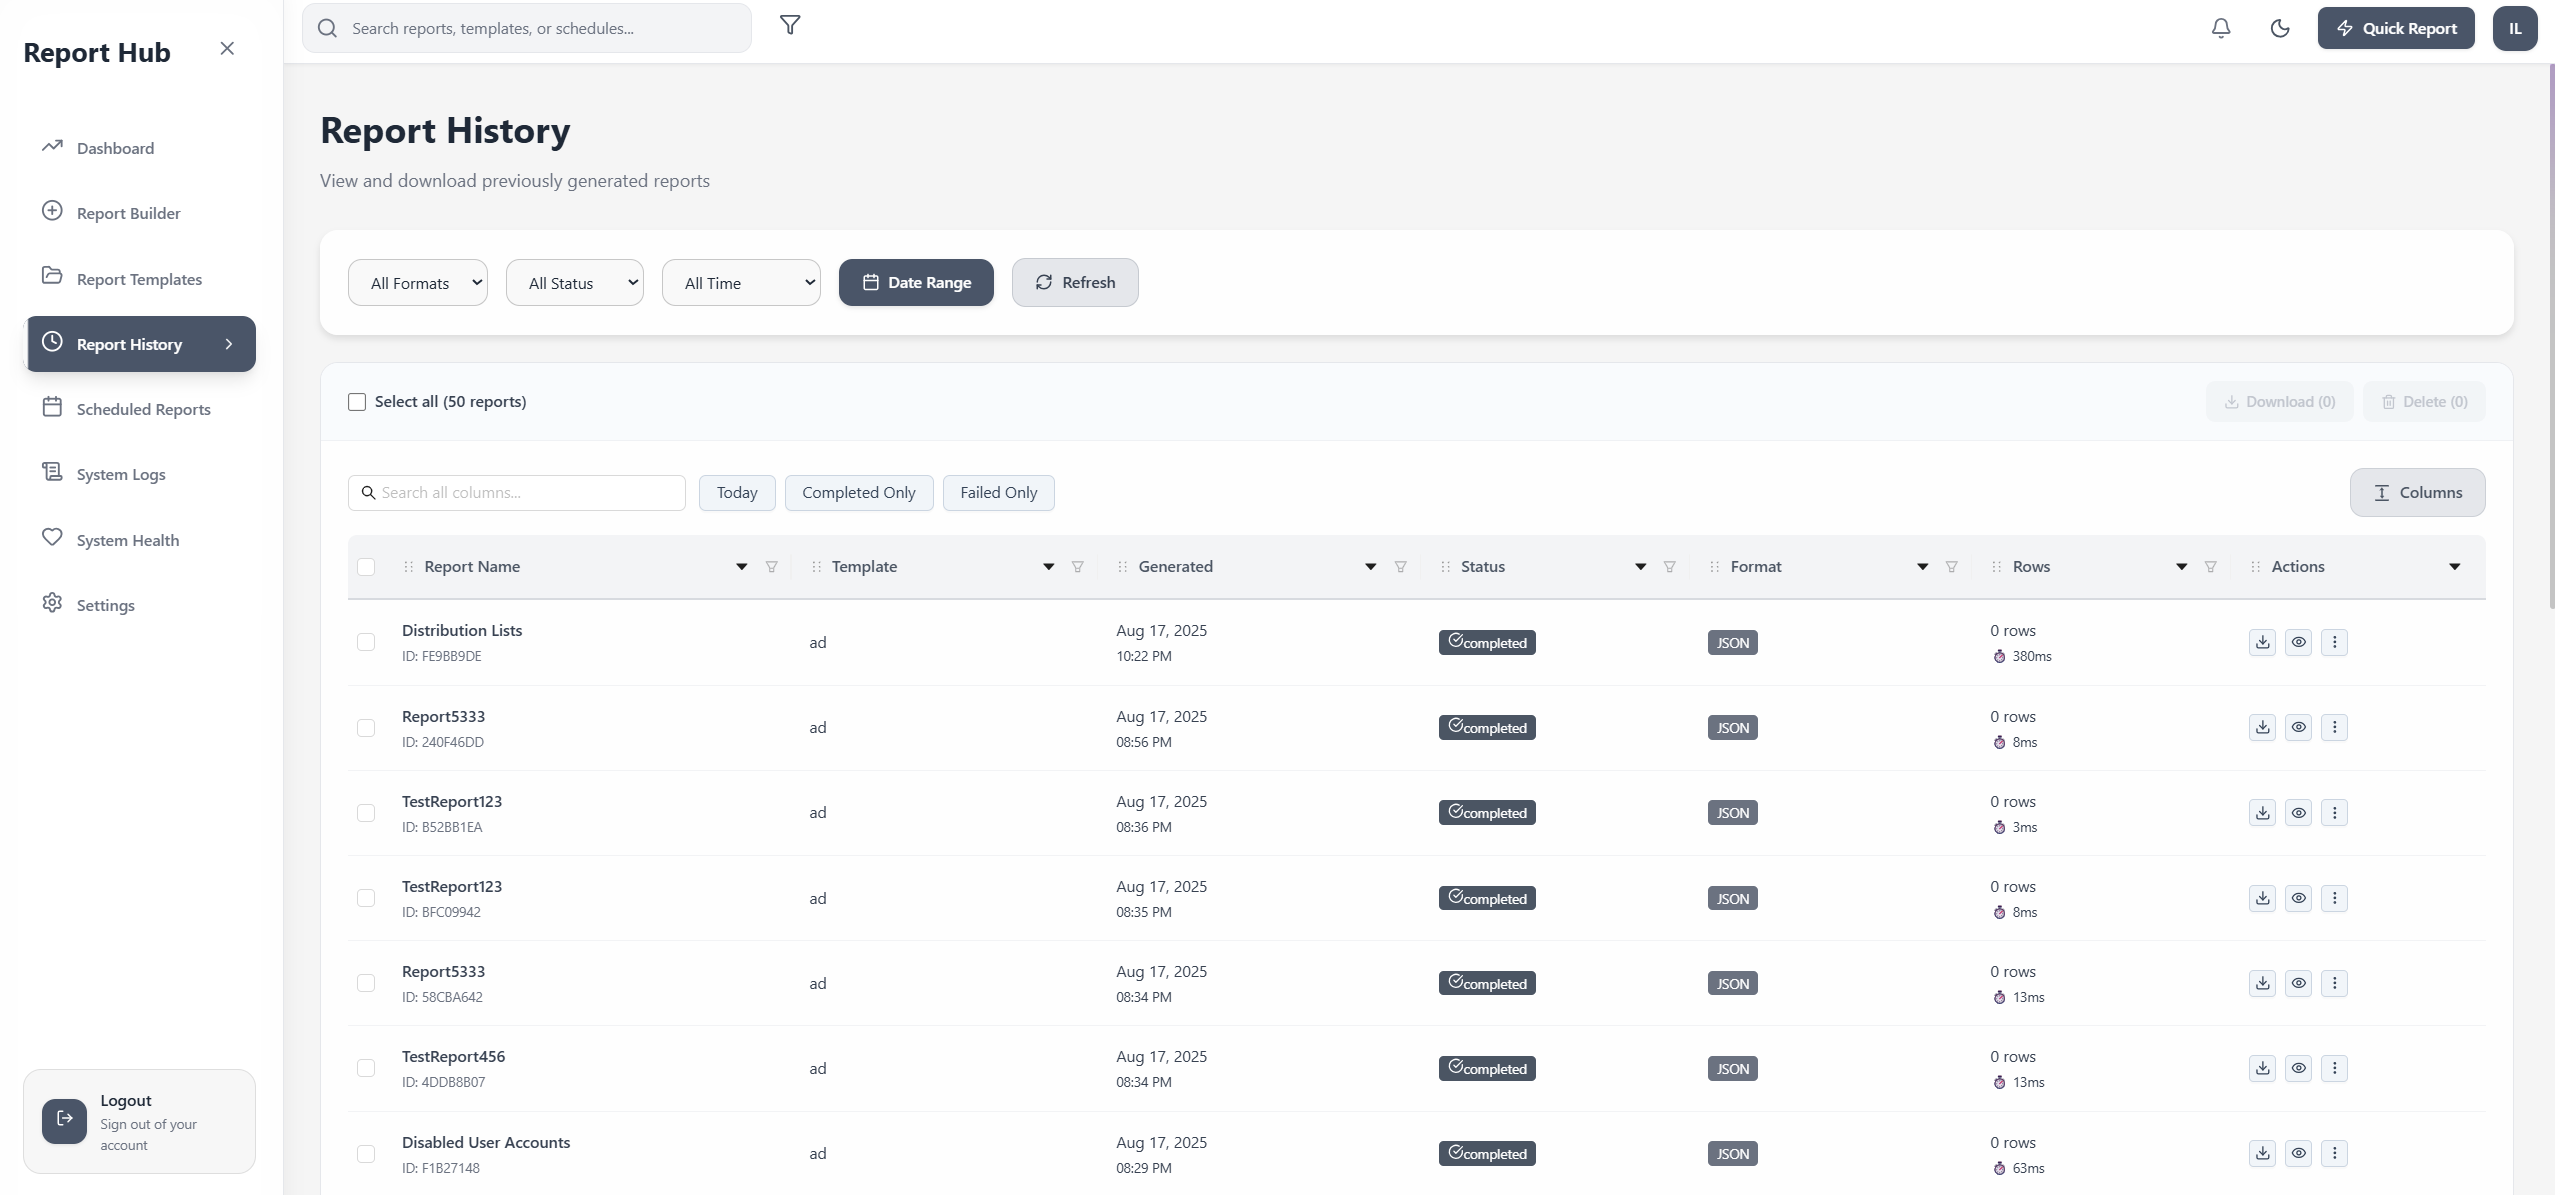 Report Hub
Search reports, templates, or schedules...
Quick Report
IL
Dashboard
Report Builder
Report Templates
Report History
Scheduled Reports
System Logs
System Health
Settings
Logout
Sign out of your
account
Report History
View and download previously generated reports
All Formats
All Status
All Time
Date Range
Refresh
Select all (50 reports)
Download (0)
Delete (0)
Search all columns...
Today
Completed Only
Failed Only
Columns
Report Name Template Generated Status Format Rows Actions
Distribution Lists ad Aug 17, 2025 completed JSON 0 rows
ID: FE9BB9DE 10:22 PM 380ms
Report5333 ad Aug 17, 2025 completed JSON 0 rows
ID: 240F46DD 08:56 PM 8ms
TestReport123 ad Aug 17, 2025 completed JSON 0 rows
ID: B52BB1EA 08:36 PM 3ms
TestReport123 ad Aug 17, 2025 completed JSON 0 rows
ID: BFC09942 08:35 PM 8ms
Report5333 ad Aug 17, 2025 completed JSON 0 rows
ID: 58CBA642 08:34 PM 13ms
TestReport456 ad Aug 17, 2025 completed JSON 0 rows
ID: 4DDB8B07 08:34 PM 13ms
Disabled User Accounts ad Aug 17, 2025 completed JSON 0 rows
ID: F1B27148 08:29 PM 63ms